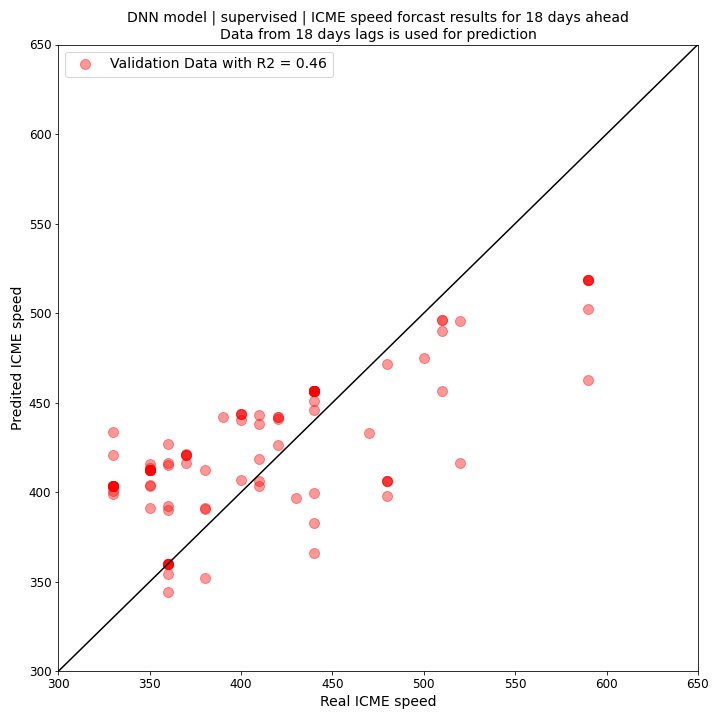 DNN model | supervised | ICME speed forcast results for 18 days ahead
Data from 18 days lags is used for prediction
Validation Data with R2 = 0.46
650
600
550
500
450
400
350
300
Predited ICME speed
300 350 400 450 500 550 600 650
Real ICME speed